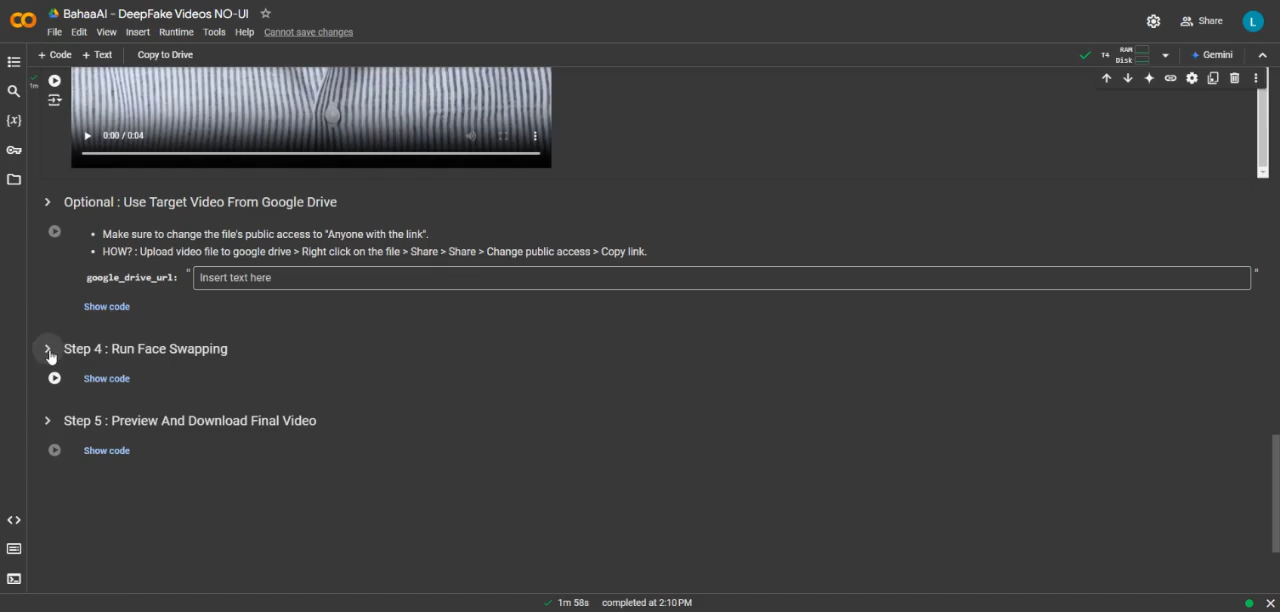 BahaaAI - DeepFake Videos NO-UI
File Edit View Insert Runtime Tools Help Cannot save changes
Share
L
+ Code + Text Copy to Drive
T4 RAM Disk Gemini
1m
0:00 / 0:04
Optional : Use Target Video From Google Drive
• Make sure to change the file's public access to "Anyone with the link".
• HOW? : Upload video file to google drive > Right click on the file > Share > Share > Change public access > Copy link.
google_drive_url: " Insert text here "
Show code
Step 4 : Run Face Swapping
Show code
Step 5 : Preview And Download Final Video
Show code
1m 58s completed at 2:10 PM